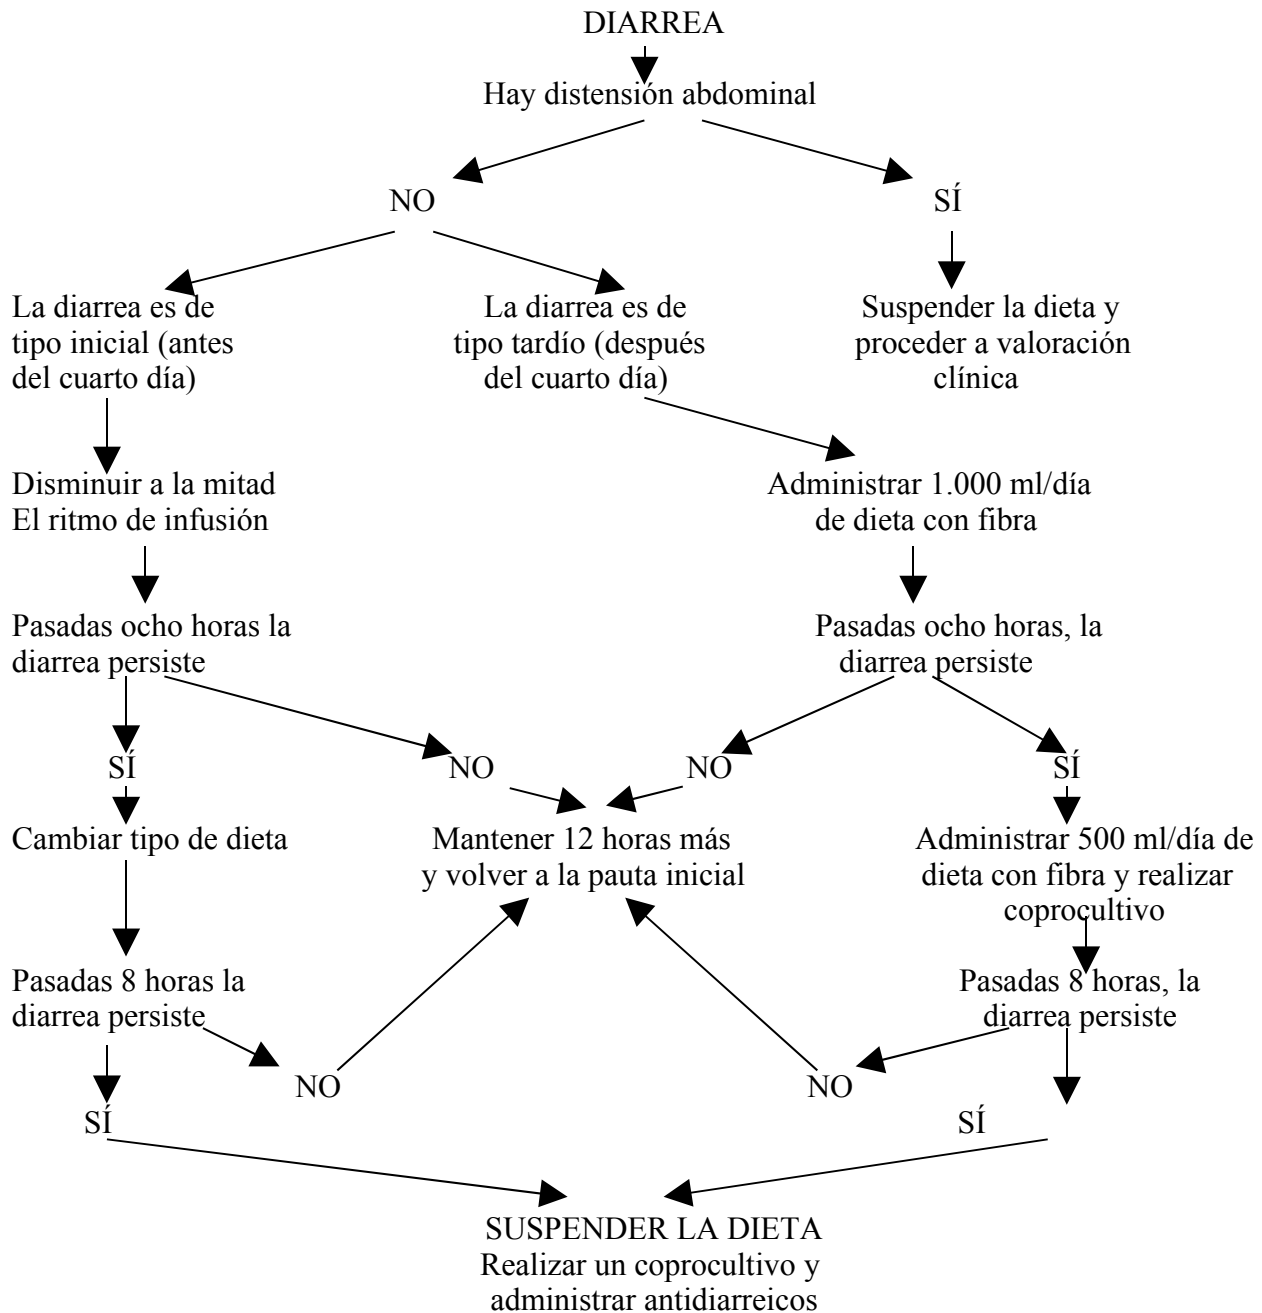 DIARREA
Hay distensión abdominal
NO
SÍ
La diarrea es de
tipo inicial (antes
del cuarto día)
La diarrea es de
tipo tardío (después
del cuarto día)
Suspender la dieta y
proceder a valoración
clínica
Disminuir a la mitad
El ritmo de infusión
Administrar 1.000 ml/día
de dieta con fibra
Pasadas ocho horas la
diarrea persiste
Pasadas ocho horas, la
diarrea persiste
SÍ
NO
NO
SÍ
Cambiar tipo de dieta
Mantener 12 horas más
y volver a la pauta inicial
Administrar 500 ml/día de
dieta con fibra y realizar
coprocultivo
Pasadas 8 horas la
diarrea persiste
Pasadas 8 horas, la
diarrea persiste
NO
NO
SÍ
SÍ
SUSPENDER LA DIETA
Realizar un coprocultivo y
administrar antidiarreicos